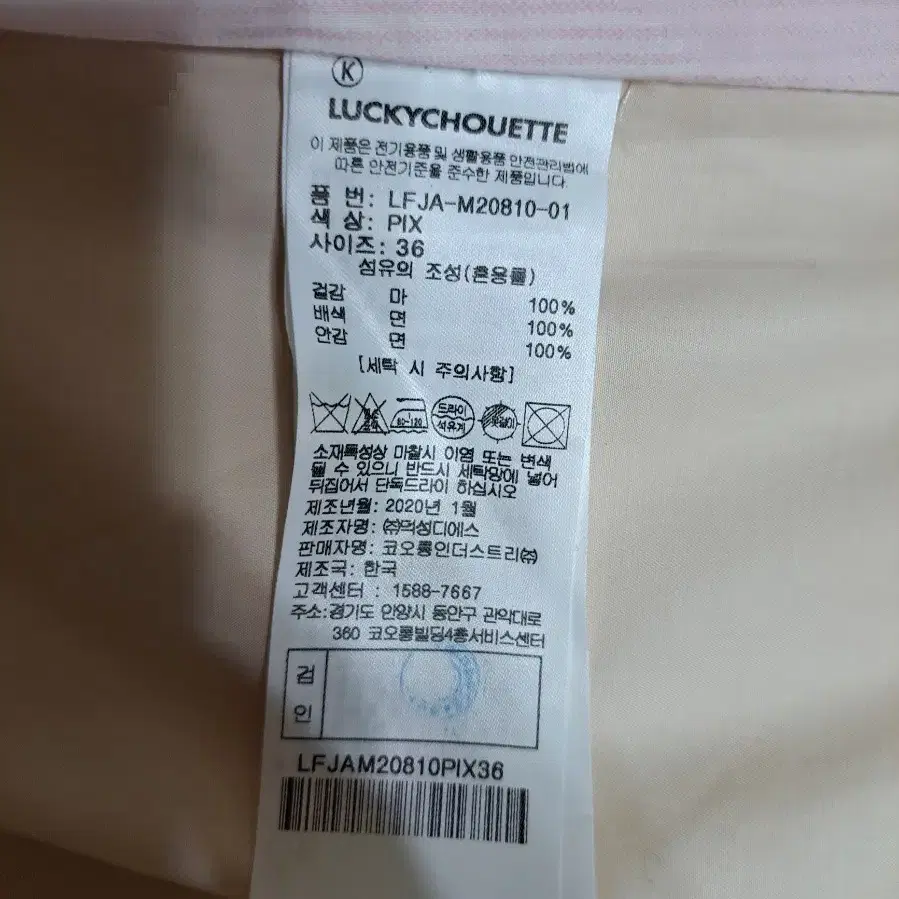 K
LUCKYCHOUETTE
이 제품은 전기용품 및 생활용품 안전관리법에
따른 안전기준을 준수한 제품입니다.
품 번: LFJA-M20810-01
색 상: PIX
사이즈: 36
섬유의 조성(혼용률)
겉감 마 100%
배색 면 100%
안감 면 100%
[세탁 시 주의사항]
80-120
드라이
석유계
소재특성상 마찰시 이염 또는 변색
될 수 있으니 반드시 세탁망에 넣어
뒤집어서 단독드라이 하십시오
제조년월: 2020년 1월
제조자명: ㈜덕성디에스
판매자명: 코오롱인더스트리㈜
제조국: 한국
고객센터 : 1588-7667
주소:경기도 안양시 동안구 관악대로
360 코오롱빌딩4층서비스센터
검
인
LFJAM20810PIX36